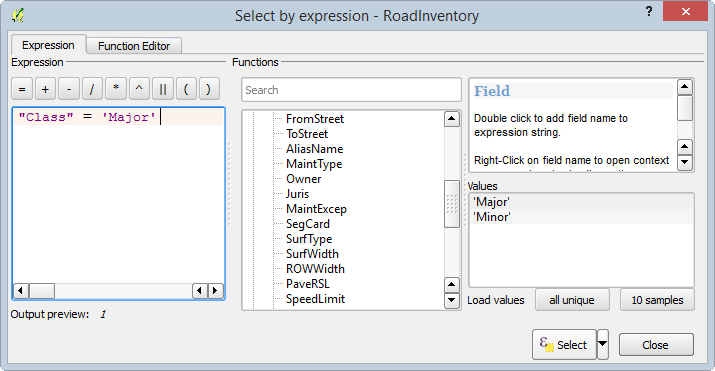 Select by expression - RoadInventory
?
Expression
Function Editor
Expression
Functions
= + - / * ^ || ( )
Search
"Class" = 'Major'
FromStreet
ToStreet
AliasName
MaintType
Owner
Juris
MaintExcep
SegCard
SurfType
SurfWidth
ROWWidth
PaveRSL
SpeedLimit
Field
Double click to add field name to
expression string.
Right-Click on field name to open context
Values
'Major'
'Minor'
Load values
all unique
10 samples
Output preview: 1
ε Select
Close